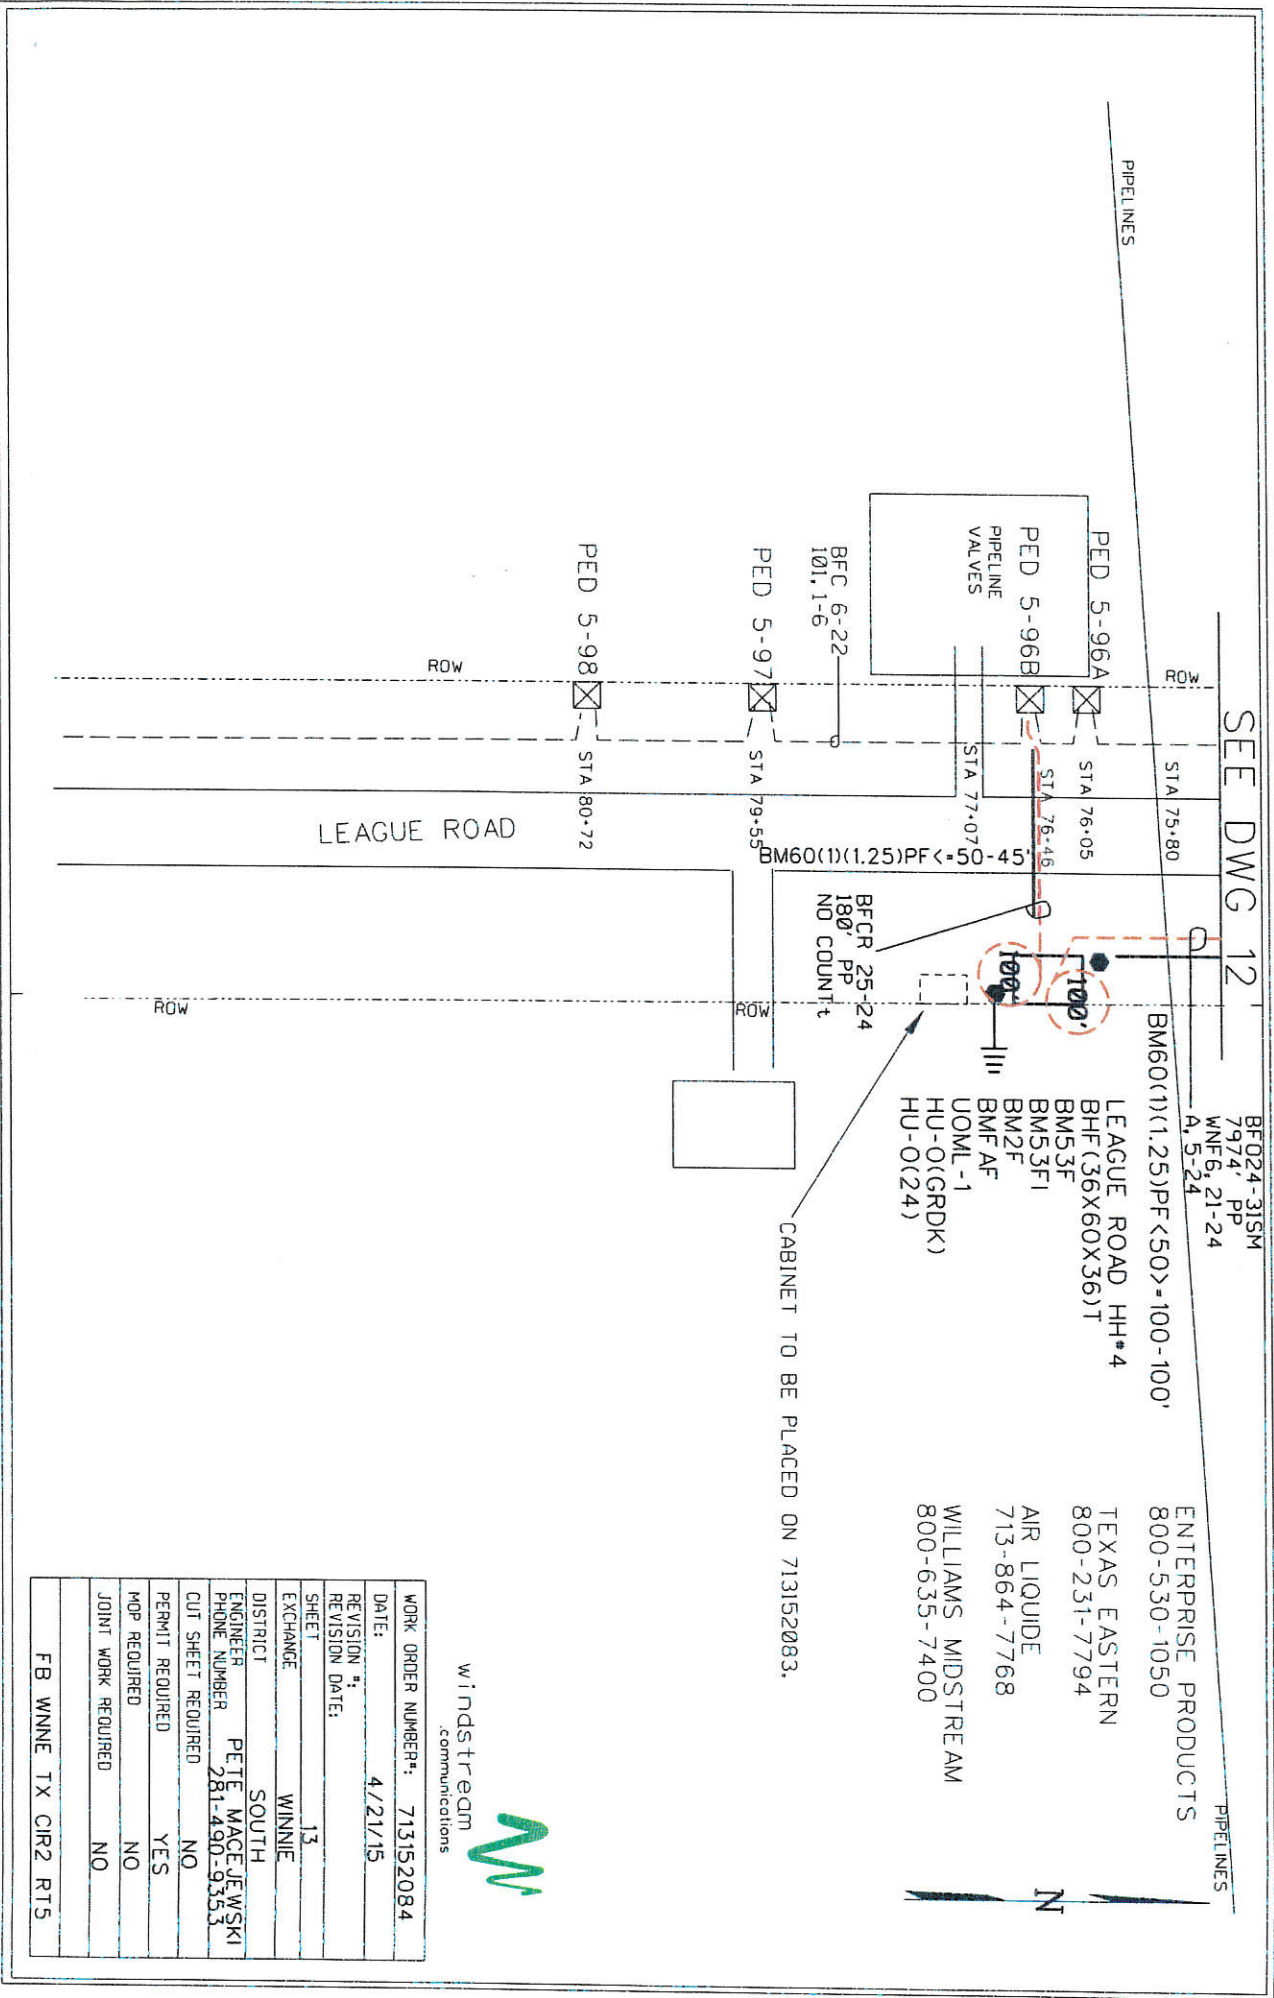 SEE DWG 12
PIPELINES
PIPELINES
BFO24-31SM
7974' PP
WNF6, 21-24
A, 5-24
BM60(1)(1.25)PF<50>=100-100'
LEAGUE ROAD HH#4
BHF(36X60X36)T
BM53F
BM53FI
BM2F
BMFAF
UOML-1
HU-O(GRDK)
HU-O(24)
ENTERPRISE PRODUCTS
800-530-1050
TEXAS EASTERN
800-231-7794
AIR LIQUIDE
713-864-7768
WILLIAMS MIDSTREAM
800-635-7400
N
ROW
STA 75+80
PED 5-96A
STA 76+05
PED 5-96B
STA 76+46
PIPELINE
VALVES
STA 77+07
100'
100'
BM60(1)(1.25)PF<=50-45'
BFCR 25-24
180' PP
NO COUNT
t
BFC 6-22
101, 1-6
PED 5-97
STA 79+55
ROW
PED 5-98
STA 80+72
ROW
LEAGUE ROAD
ROW
CABINET TO BE PLACED ON 713152083.
windstream
communications
WORK ORDER NUMBER#: 713152084
DATE: 4/21/15
REVISION #:
REVISION DATE:
SHEET 13
EXCHANGE WINNIE
DISTRICT SOUTH
ENGINEER PETE MACEJEWSKI
PHONE NUMBER 281-490-9353
CUT SHEET REQUIRED NO
PERMIT REQUIRED YES
MOP REQUIRED NO
JOINT WORK REQUIRED NO
FB WNNE TX CIR2 RT5